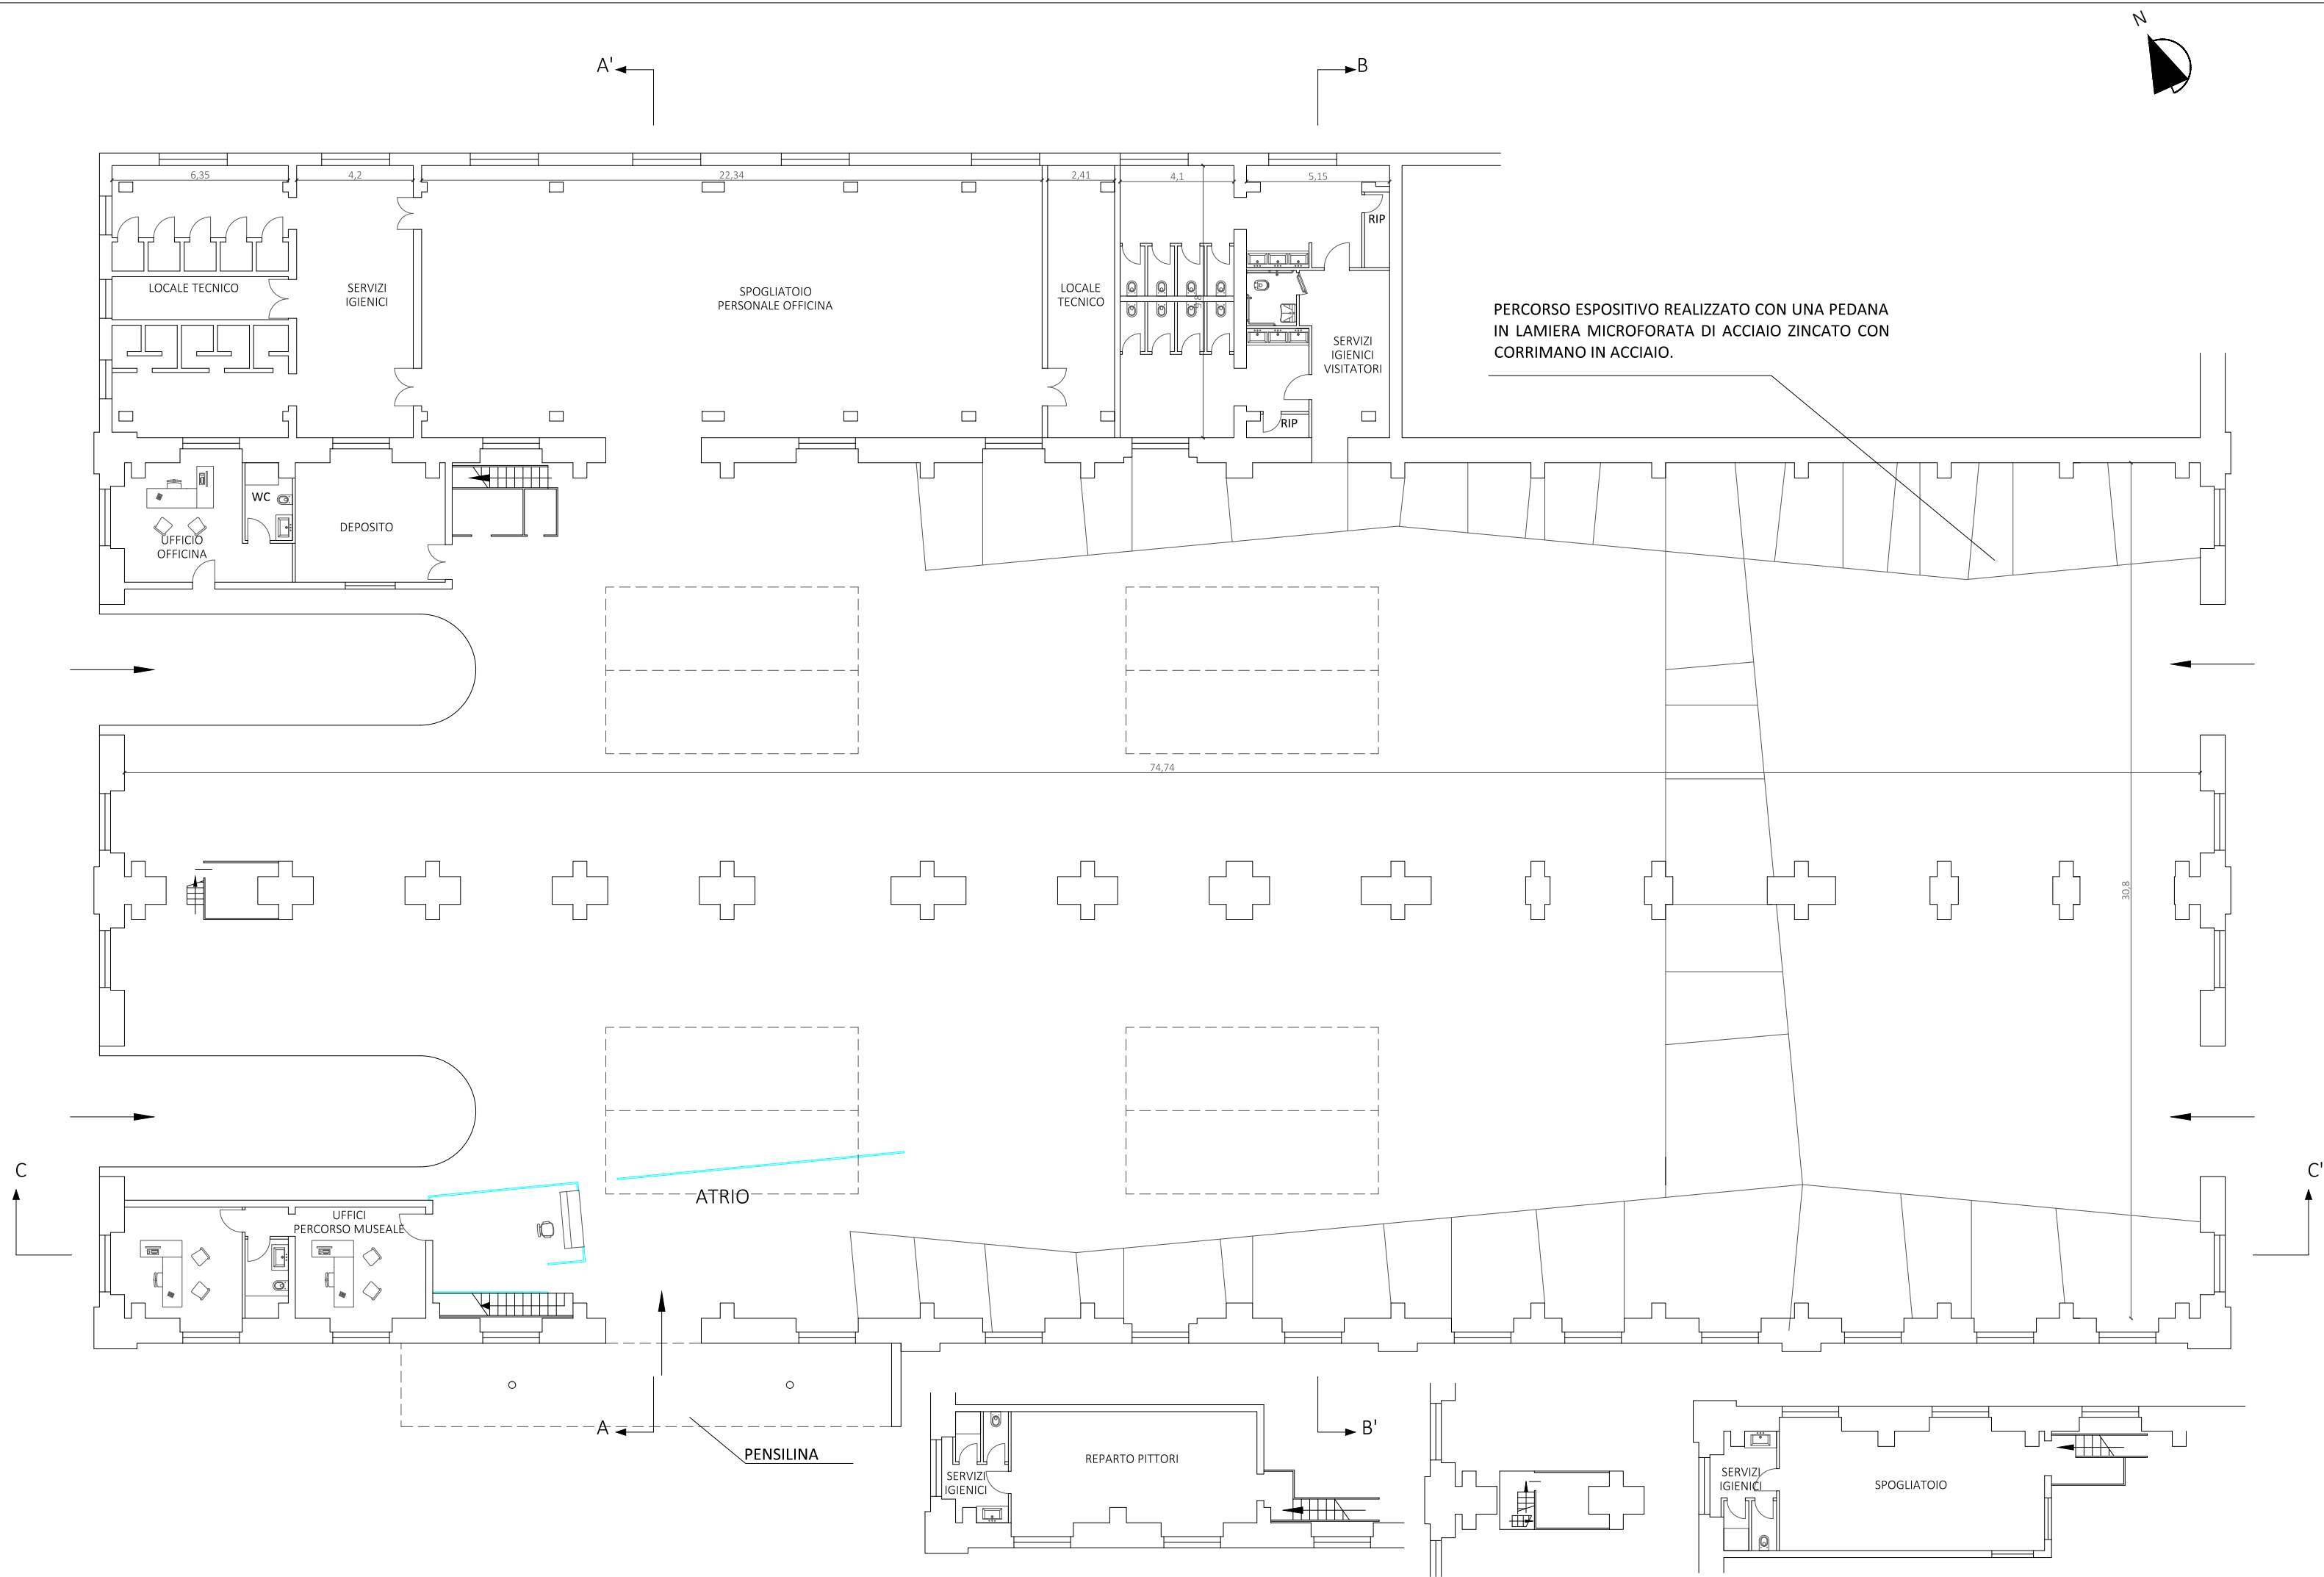 N
A'
B
6,35
4,2
22,34
2,41
4,1
5,15
RIP
LOCALE TECNICO
SERVIZI
IGIENICI
SPOGLIATOIO
PERSONALE OFFICINA
LOCALE
TECNICO
9,8
SERVIZI
IGIENICI
VISITATORI
RIP
PERCORSO ESPOSITIVO REALIZZATO CON UNA PEDANA
IN LAMIERA MICROFORATA DI ACCIAIO ZINCATO CON
CORRIMANO IN ACCIAIO.
WC
DEPOSITO
UFFICIO
OFFICINA
74,74
30,8
C
C'
ATRIO
UFFICI
PERCORSO MUSEALE
A
B'
PENSILINA
REPARTO PITTORI
SERVIZI
IGIENICI
SERVIZI
IGIENICI
SPOGLIATOIO